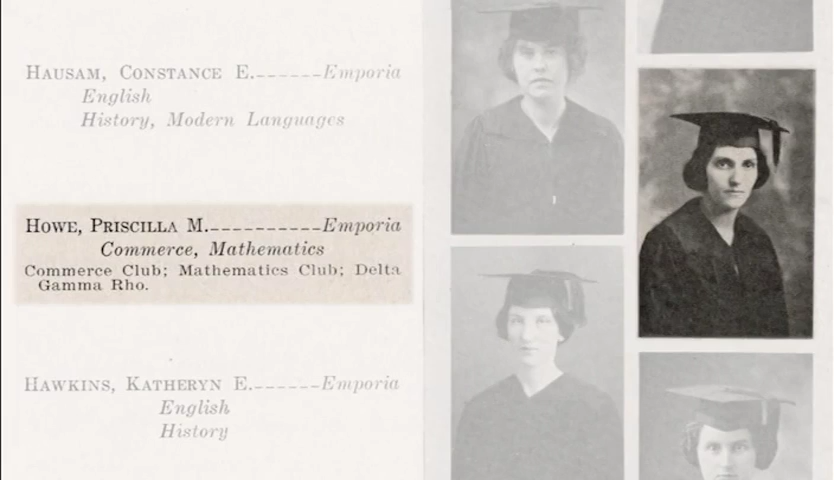 HAUSAM, CONSTANCE E.------Emporia
English
History, Modern Languages
HOWE, PRISCILLA M.-----------Emporia
Commerce, Mathematics
Commerce Club; Mathematics Club; Delta
Gamma Rho.
HAWKINS, KATHERYN E.------Emporia
English
History